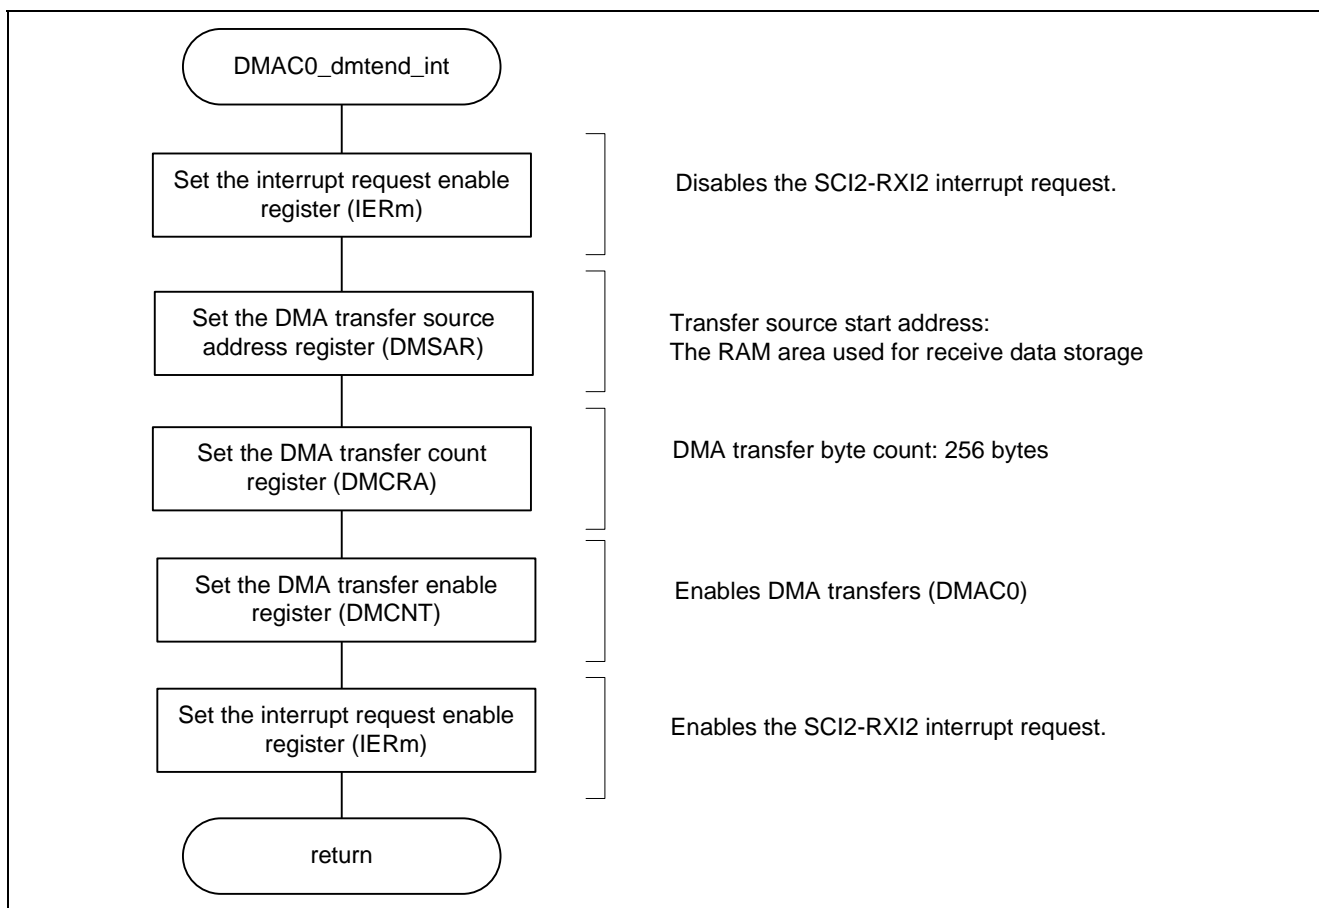 DMAC0_dmtend_int
Set the interrupt request enable
register (IERm)
Disables the SCI2-RXI2 interrupt request.
Set the DMA transfer source
address register (DMSAR)
Transfer source start address:
The RAM area used for receive data storage
Set the DMA transfer count
register (DMCRA)
DMA transfer byte count: 256 bytes
Set the DMA transfer enable
register (DMCNT)
Enables DMA transfers (DMAC0)
Set the interrupt request enable
register (IERm)
Enables the SCI2-RXI2 interrupt request.
return